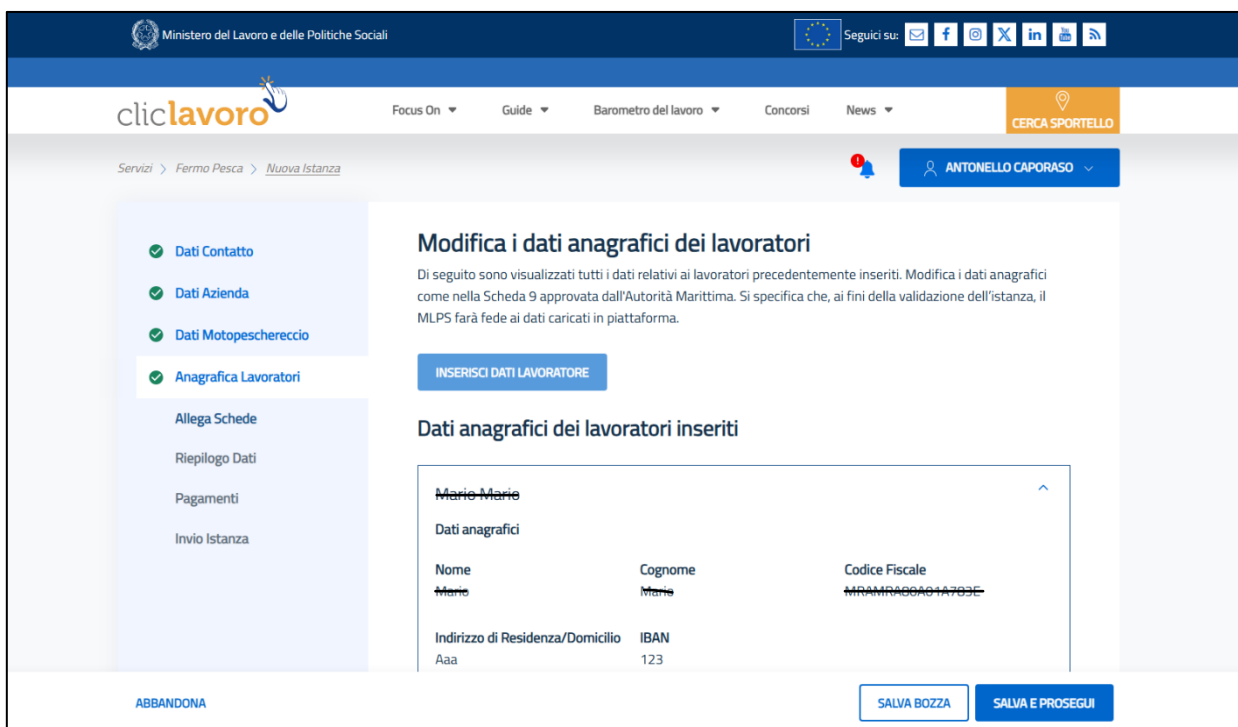 Ministero del Lavoro e delle Politiche Sociali
Seguici su:
cliclavoro
Focus On
Guide
Barometro del lavoro
Concorsi
News
CERCA SPORTELLO
Servizi > Fermo Pesca > Nuova Istanza
ANTONELLO CAPORASO
Dati Contatto
Dati Azienda
Dati Motopeschereccio
Anagrafica Lavoratori
Allega Schede
Riepilogo Dati
Pagamenti
Invio Istanza
Modifica i dati anagrafici dei lavoratori
Di seguito sono visualizzati tutti i dati relativi ai lavoratori precedentemente inseriti. Modifica i dati anagrafici
come nella Scheda 9 approvata dall'Autorità Marittima. Si specifica che, ai fini della validazione dell'istanza, il
MLPS farà fede ai dati caricati in piattaforma.
INSERISCI DATI LAVORATORE
Dati anagrafici dei lavoratori inseriti
Mario Mario
Dati anagrafici
Nome
Mario
Cognome
Mario
Codice Fiscale
Indirizzo di Residenza/Domicilio
Aaa
IBAN
123
ABBANDONA
SALVA BOZZA
SALVA E PROSEGUI